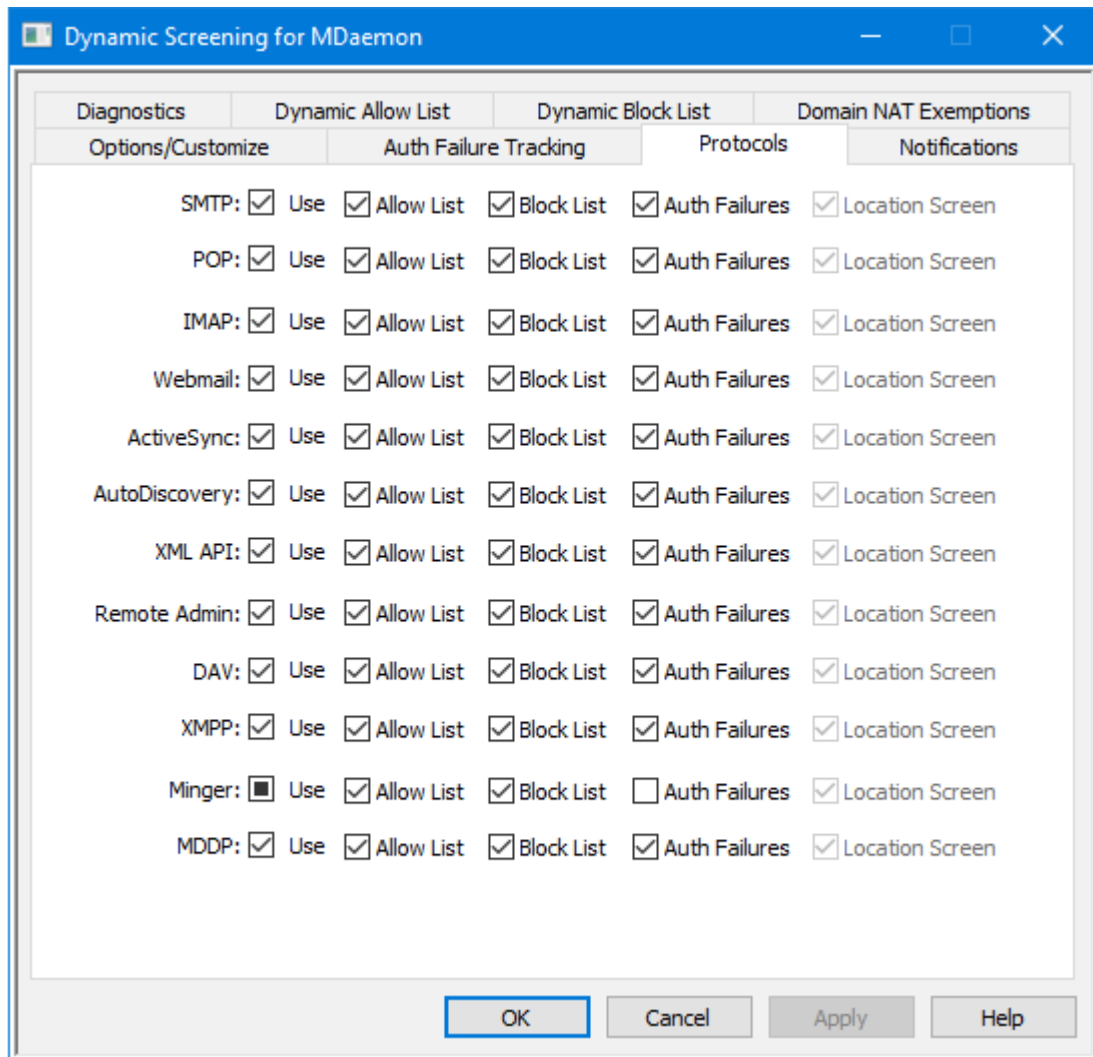 Dynamic Screening for MDaemon
Diagnostics Dynamic Allow List Dynamic Block List Domain NAT Exemptions
Options/Customize Auth Failure Tracking Protocols Notifications
SMTP: Use Allow List Block List Auth Failures Location Screen
POP: Use Allow List Block List Auth Failures Location Screen
IMAP: Use Allow List Block List Auth Failures Location Screen
Webmail: Use Allow List Block List Auth Failures Location Screen
ActiveSync: Use Allow List Block List Auth Failures Location Screen
AutoDiscovery: Use Allow List Block List Auth Failures Location Screen
XML API: Use Allow List Block List Auth Failures Location Screen
Remote Admin: Use Allow List Block List Auth Failures Location Screen
DAV: Use Allow List Block List Auth Failures Location Screen
XMPP: Use Allow List Block List Auth Failures Location Screen
Minger: Use Allow List Block List Auth Failures Location Screen
MDDP: Use Allow List Block List Auth Failures Location Screen
OK Cancel Apply Help